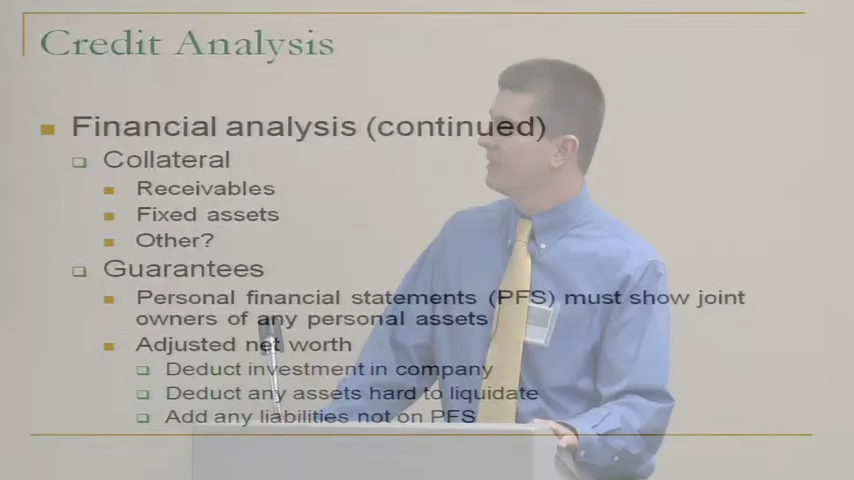 Credit Analysis
Financial analysis (continued)
Collateral
Receivables
Fixed assets
Other?
Guarantees
Personal financial statements (PFS) must show joint
owners of any personal assets
Adjusted net worth
Deduct investment in company
Deduct any assets hard to liquidate
Add any liabilities not on PFS